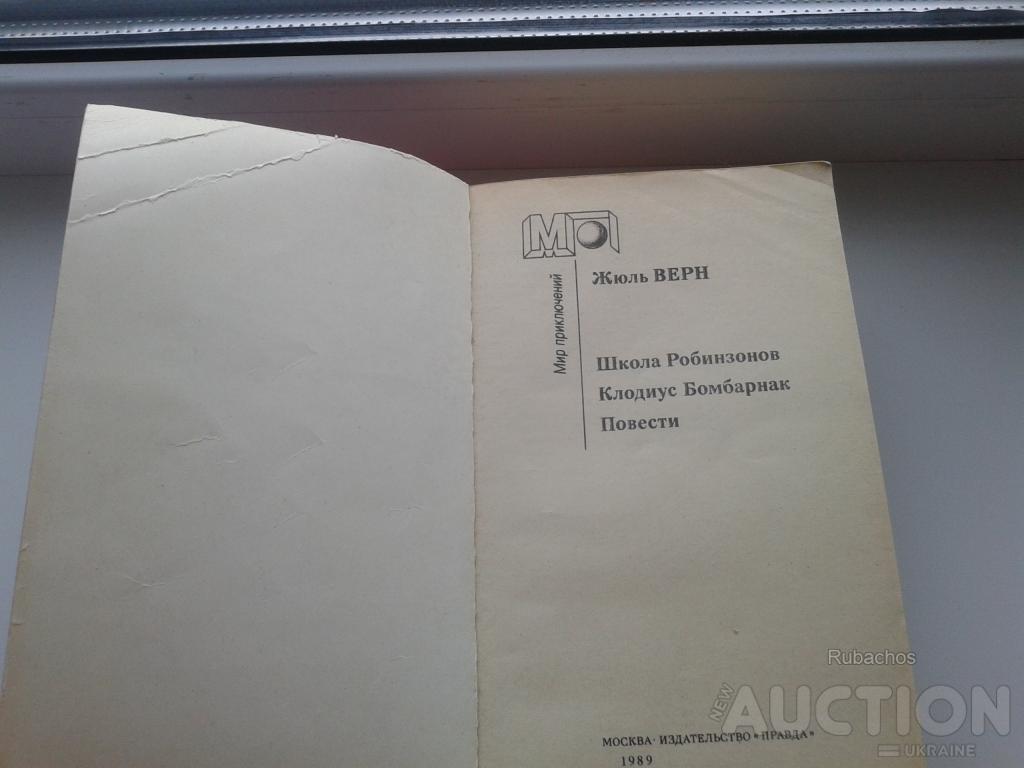 МП
Мир приключений
Жюль ВЕРН
Школа Робинзонов
Клодиус Бомбарнак
Повести
МОСКВА · ИЗДАТЕЛЬСТВО «ПРАВДА»
1989
Rubachos
NEW AUCTION
UKRAINE